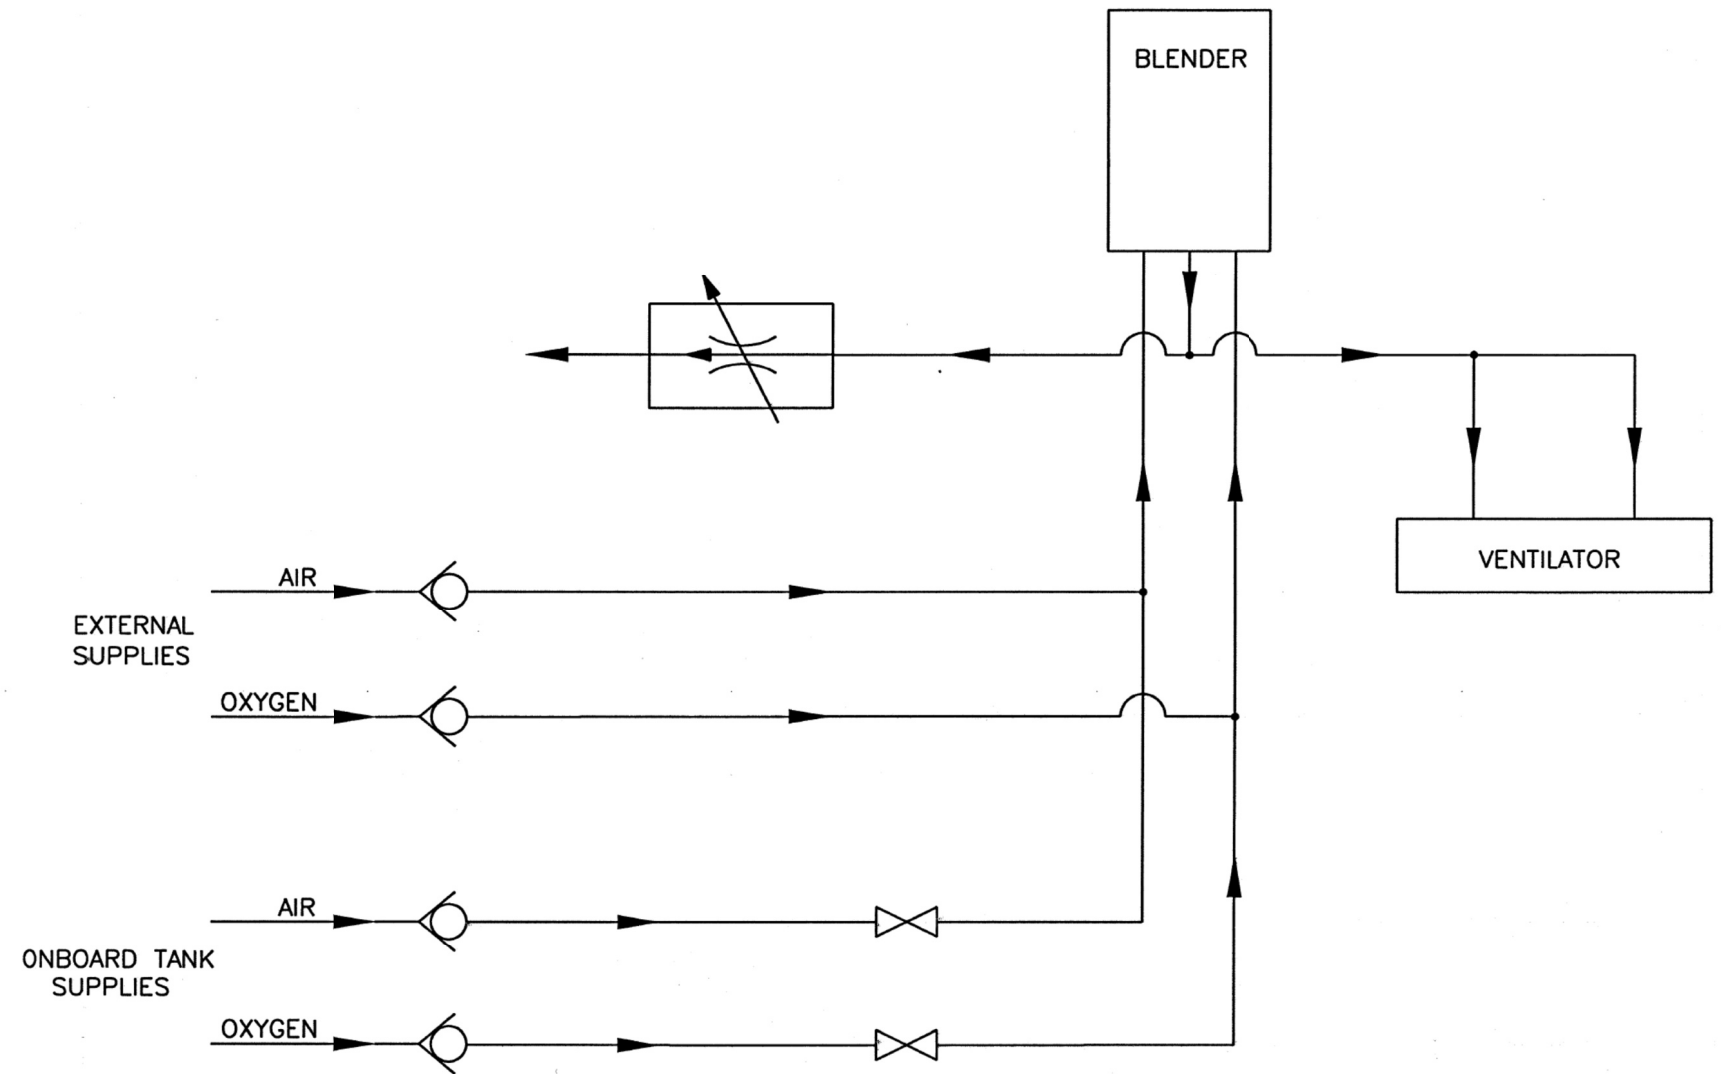 BLENDER
VENTILATOR
AIR
EXTERNAL
SUPPLIES
OXYGEN
AIR
ONBOARD TANK
SUPPLIES
OXYGEN